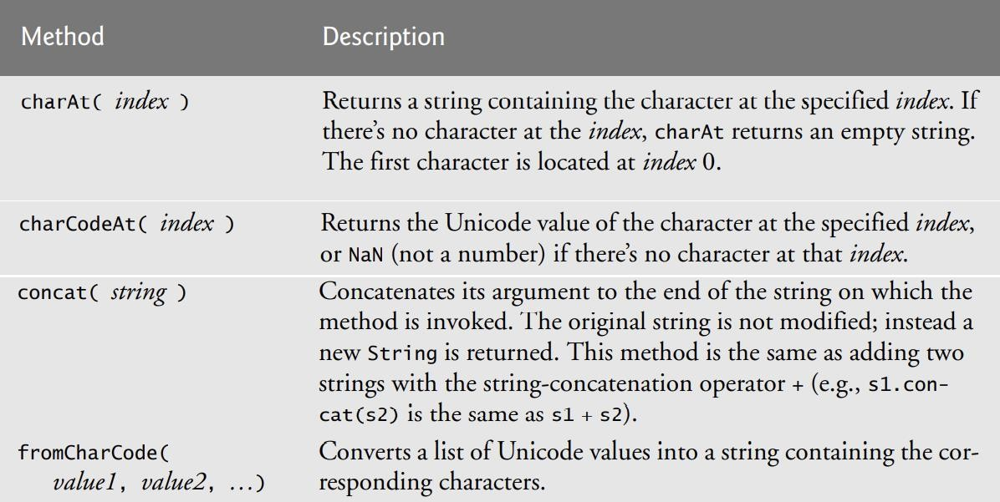 Method Description
charAt( index ) Returns a string containing the character at the specified index. If
there’s no character at the index, charAt returns an empty string.
The first character is located at index 0.
charCodeAt( index ) Returns the Unicode value of the character at the specified index,
or NaN (not a number) if there’s no character at that index.
concat( string ) Concatenates its argument to the end of the string on which the
method is invoked. The original string is not modified; instead a
new String is returned. This method is the same as adding two
strings with the string-concatenation operator + (e.g., s1.con-
cat(s2) is the same as s1 + s2).
fromCharCode( Converts a list of Unicode values into a string containing the cor-
value1, value2, …) responding characters.